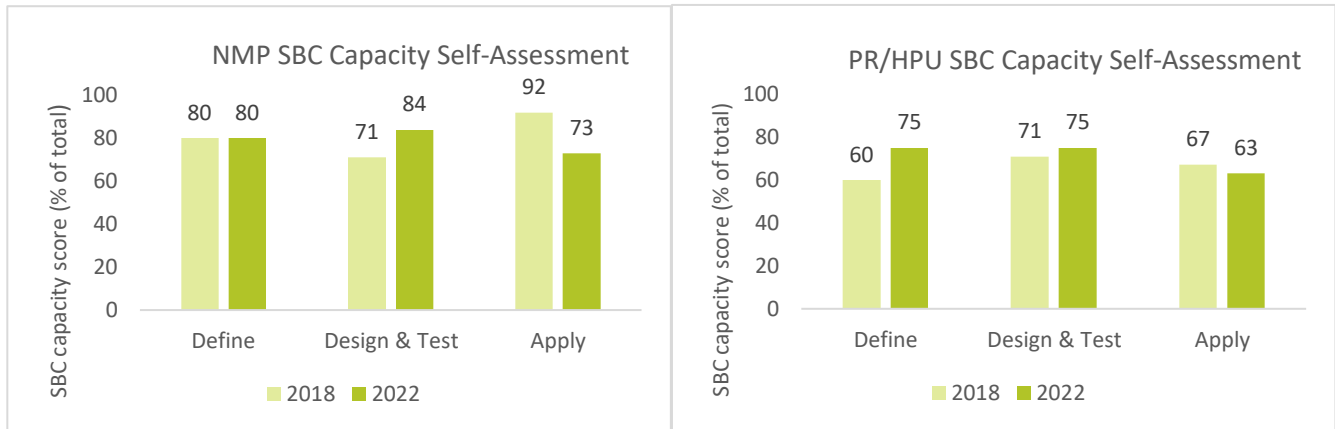 NMP SBC Capacity Self-Assessment
SBC capacity score (% of total)
100
80
60
40
20
0
80
80
71
84
92
73
Define
Design & Test
Apply
2018
2022
PR/HPU SBC Capacity Self-Assessment
SBC capacity score (% of total)
100
80
60
40
20
0
60
75
71
75
67
63
Define
Design & Test
Apply
2018
2022